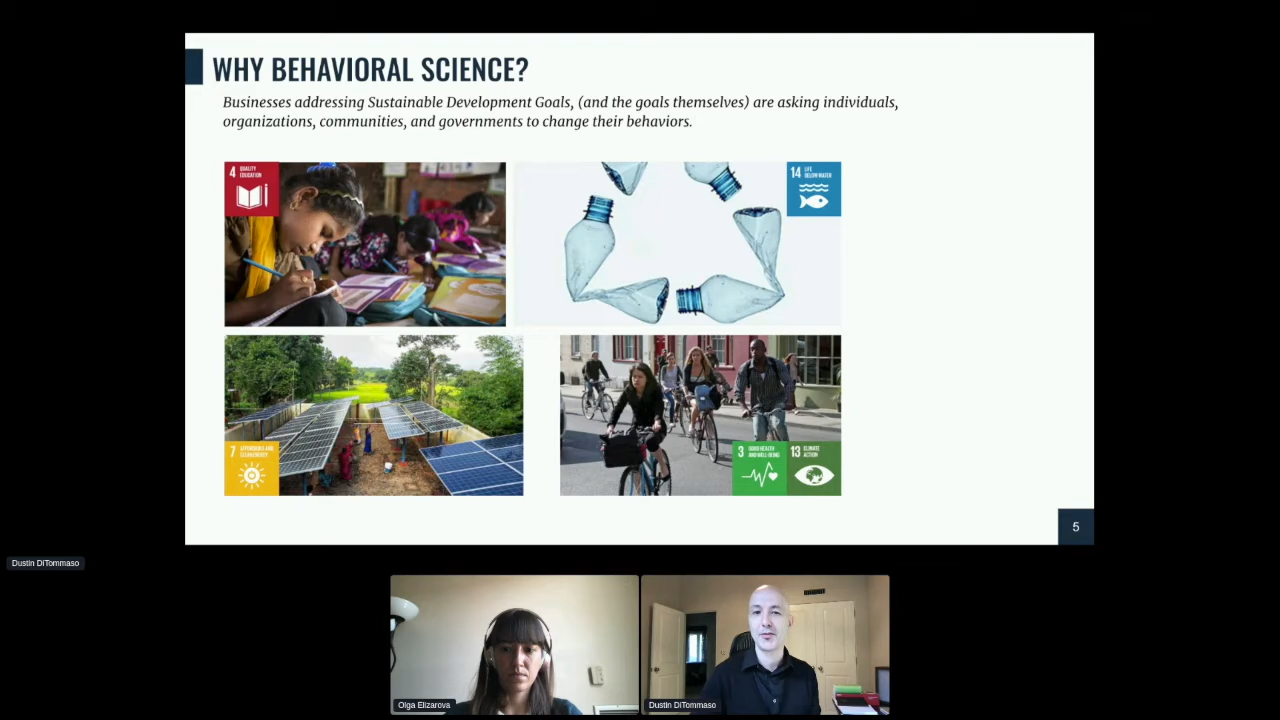 WHY BEHAVIORAL SCIENCE?
Businesses addressing Sustainable Development Goals, (and the goals themselves) are asking individuals,
organizations, communities, and governments to change their behaviors.
4 QUALITY
EDUCATION
14 LIFE
BELOW WATER
7 AFFORDABLE AND
CLEAN ENERGY
3 GOOD HEALTH
AND WELL-BEING
13 CLIMATE
ACTION
5
Dustin DiTommaso
Olga Elizarova
Dustin DiTommaso